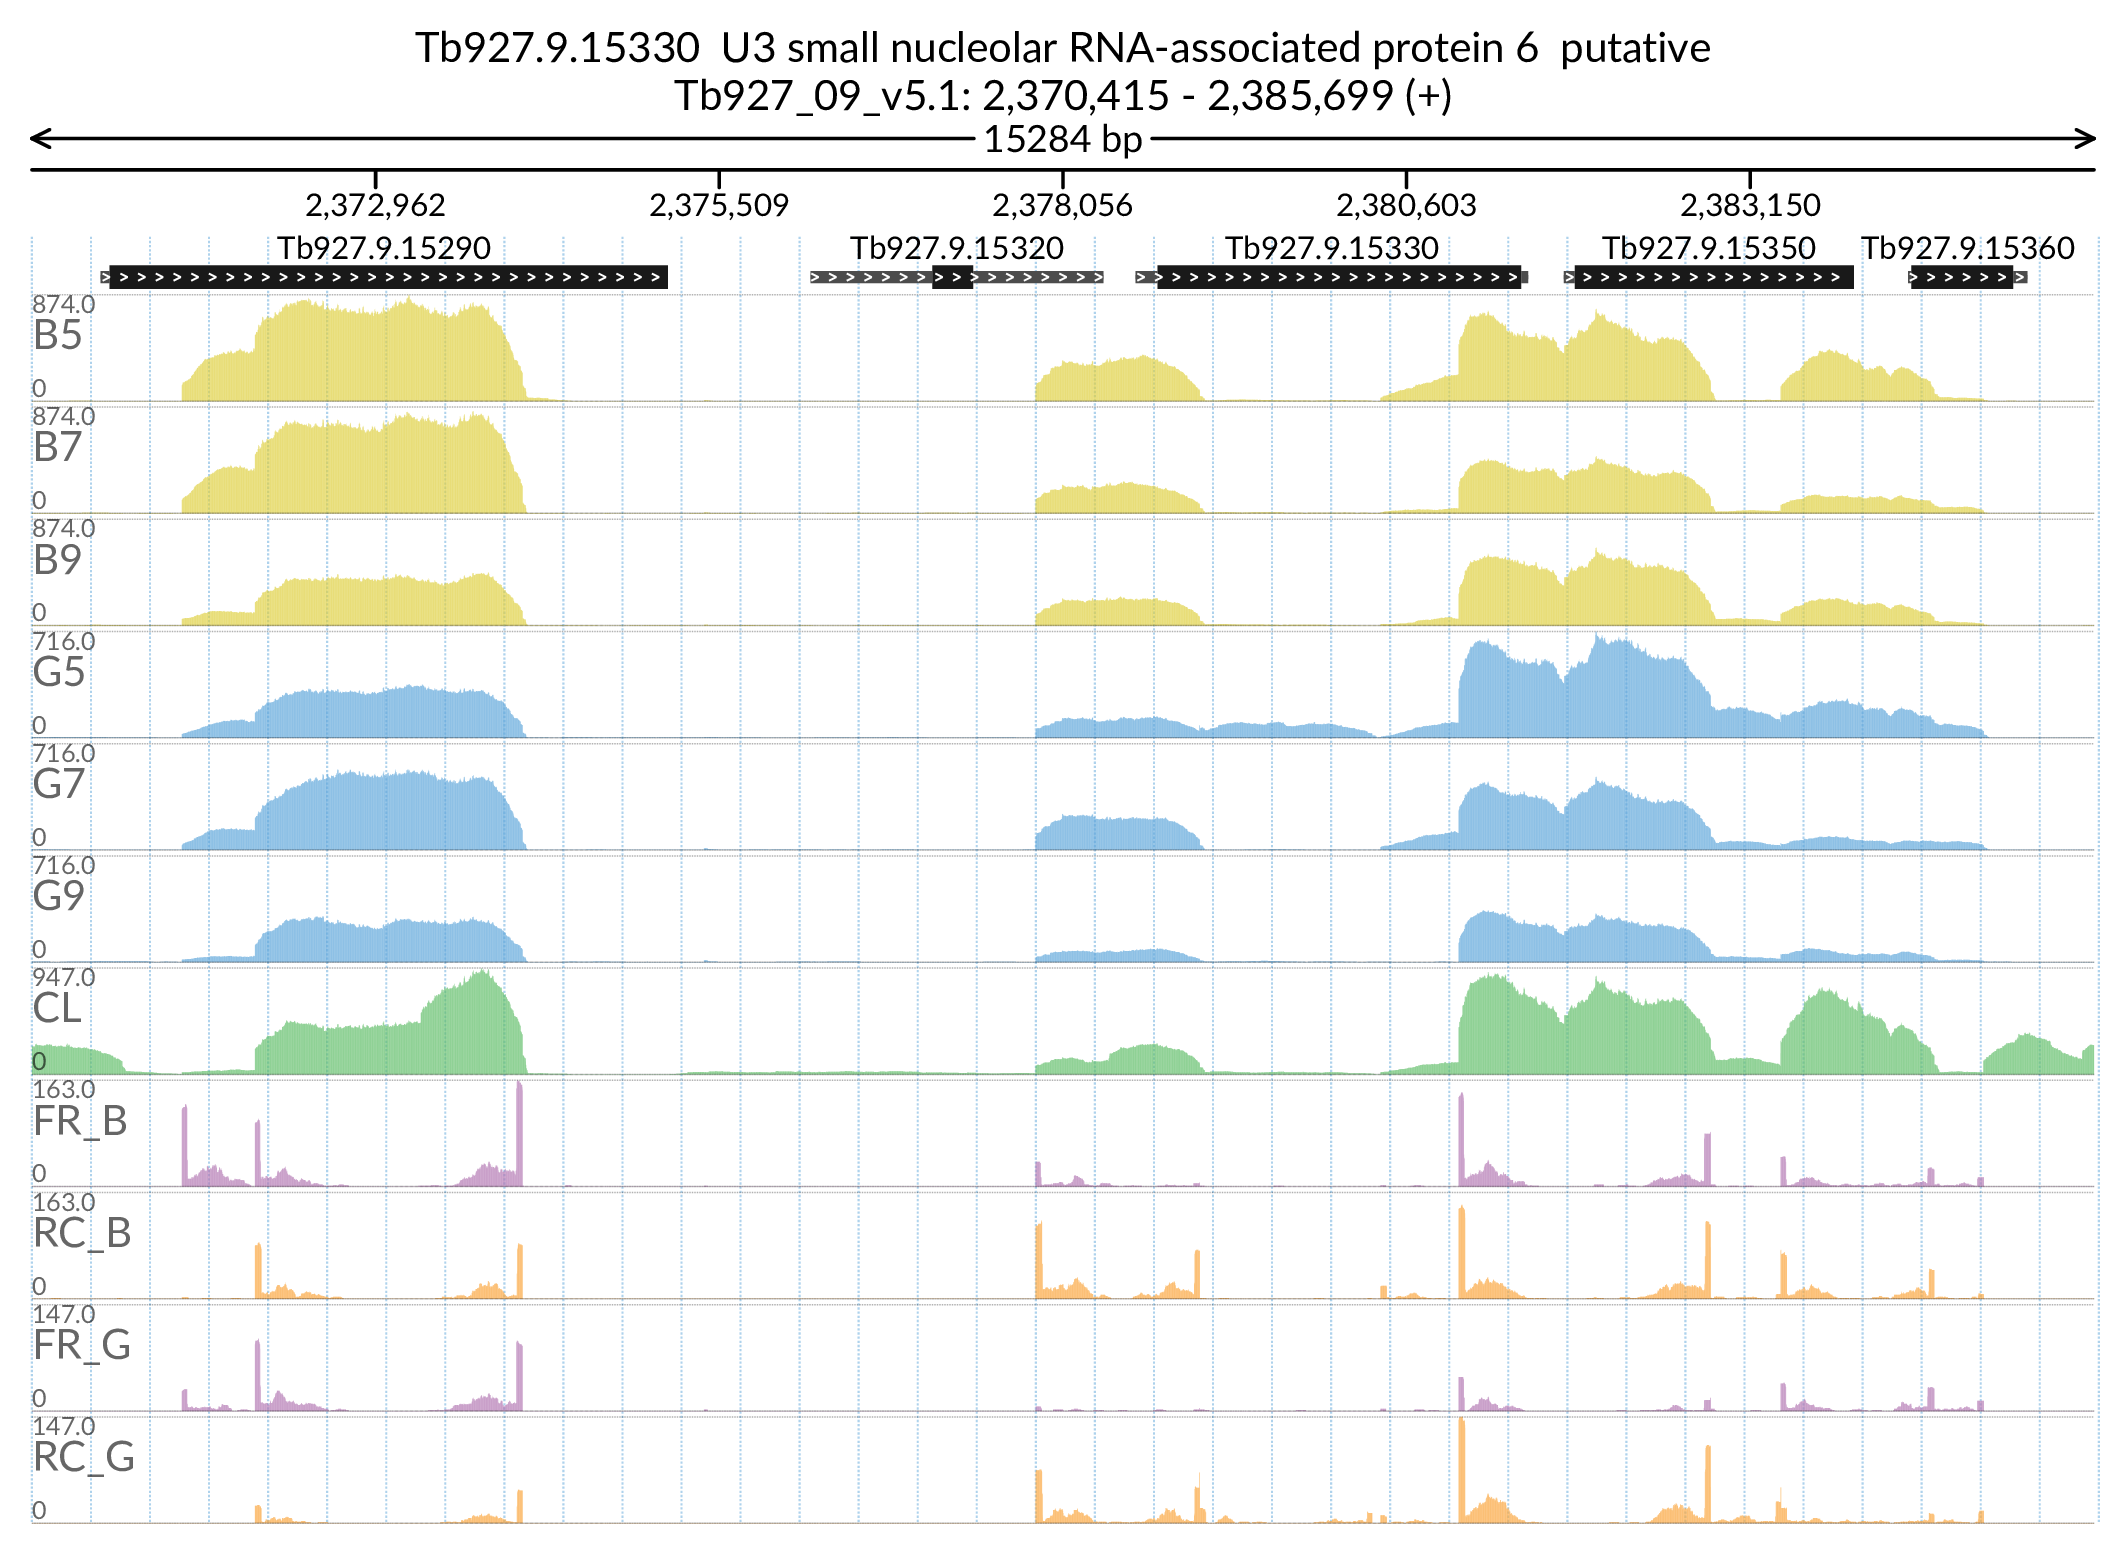 Tb927.9.15330  U3 small nucleolar RNA-associated protein 6  putative
Tb927_09_v5.1: 2,370,415 - 2,385,699 (+)
15284 bp
2,372,962 2,375,509 2,378,056 2,380,603 2,383,150
Tb927.9.15290 Tb927.9.15320 Tb927.9.15330 Tb927.9.15350 Tb927.9.15360
874.0
B5
0
874.0
B7
0
874.0
B9
0
716.0
G5
0
716.0
G7
0
716.0
G9
0
947.0
CL
0
163.0
FR_B
0
163.0
RC_B
0
147.0
FR_G
0
147.0
RC_G
0